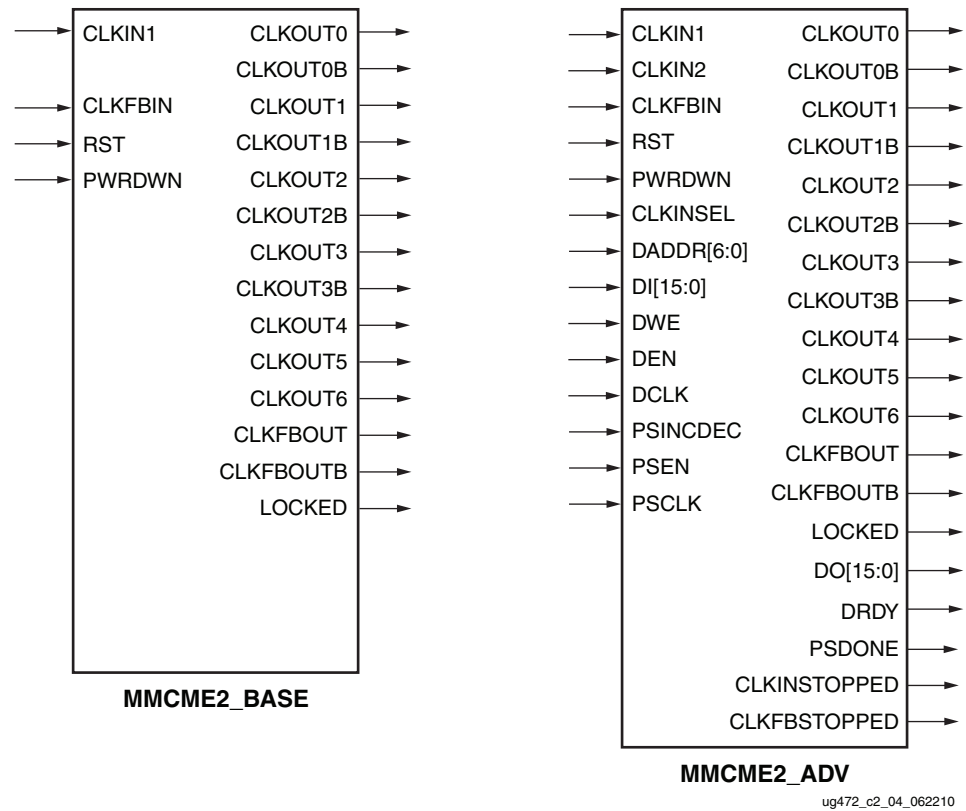 CLKIN1
CLKFBIN
RST
PWRDWN
CLKOUT0
CLKOUT0B
CLKOUT1
CLKOUT1B
CLKOUT2
CLKOUT2B
CLKOUT3
CLKOUT3B
CLKOUT4
CLKOUT5
CLKOUT6
CLKFBOUT
CLKFBOUTB
LOCKED
MMCME2_BASE
CLKIN1
CLKIN2
CLKFBIN
RST
PWRDWN
CLKINSEL
DADDR[6:0]
DI[15:0]
DWE
DEN
DCLK
PSINCDEC
PSEN
PSCLK
CLKOUT0
CLKOUT0B
CLKOUT1
CLKOUT1B
CLKOUT2
CLKOUT2B
CLKOUT3
CLKOUT3B
CLKOUT4
CLKOUT5
CLKOUT6
CLKFBOUT
CLKFBOUTB
LOCKED
DO[15:0]
DRDY
PSDONE
CLKINSTOPPED
CLKFBSTOPPED
MMCME2_ADV
ug472_c2_04_062210